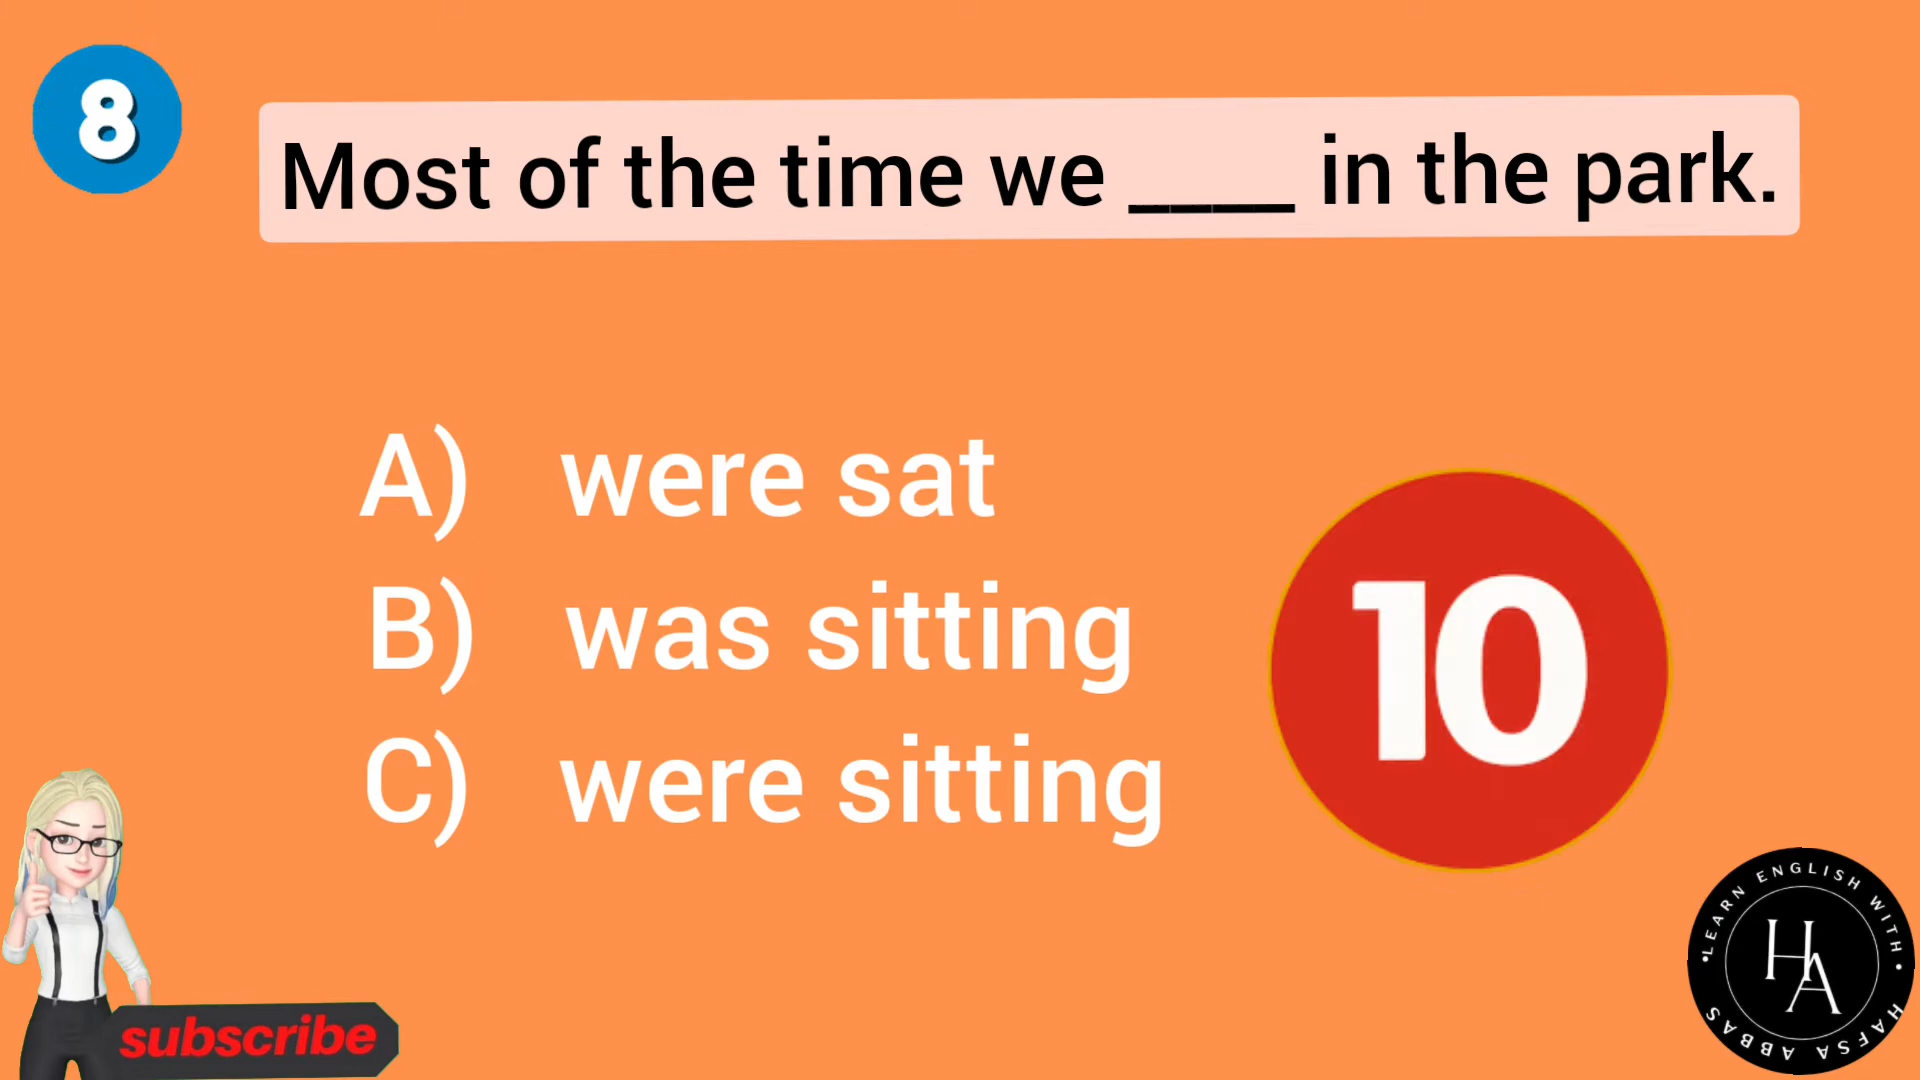 8
Most of the time we ____ in the park.
A) were sat
B) was sitting
C) were sitting
10
subscribe
•LEARN ENGLISH WITH•
HAFSA ABBAS
HA